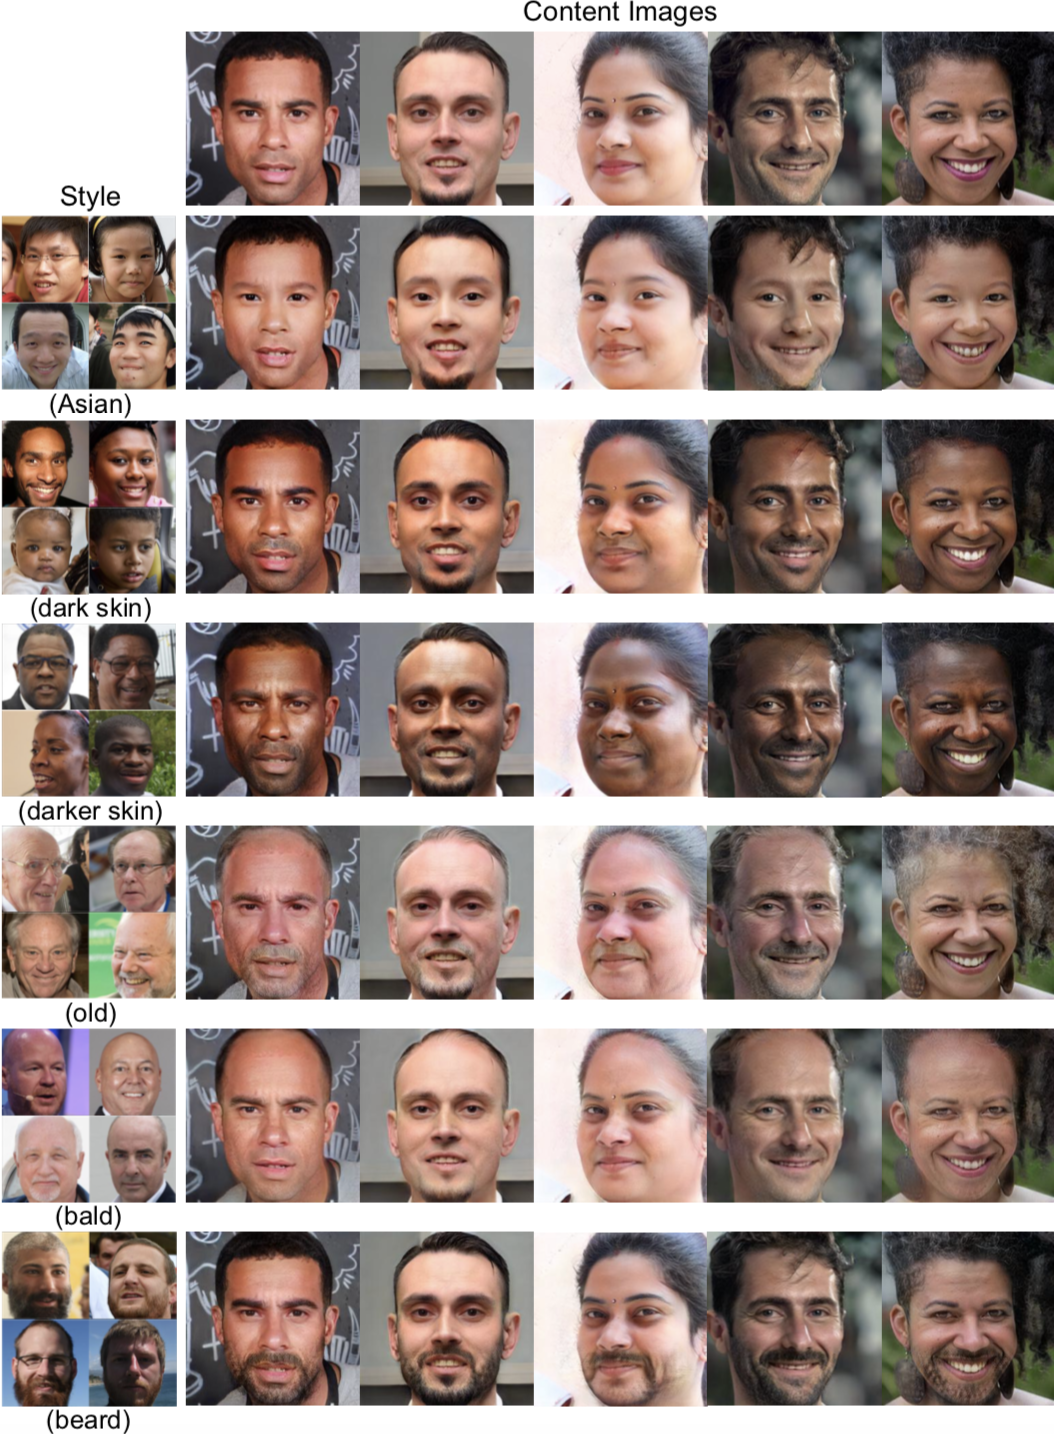 Content Images
Style
(Asian)
(dark skin)
(darker skin)
(old)
(bald)
(beard)